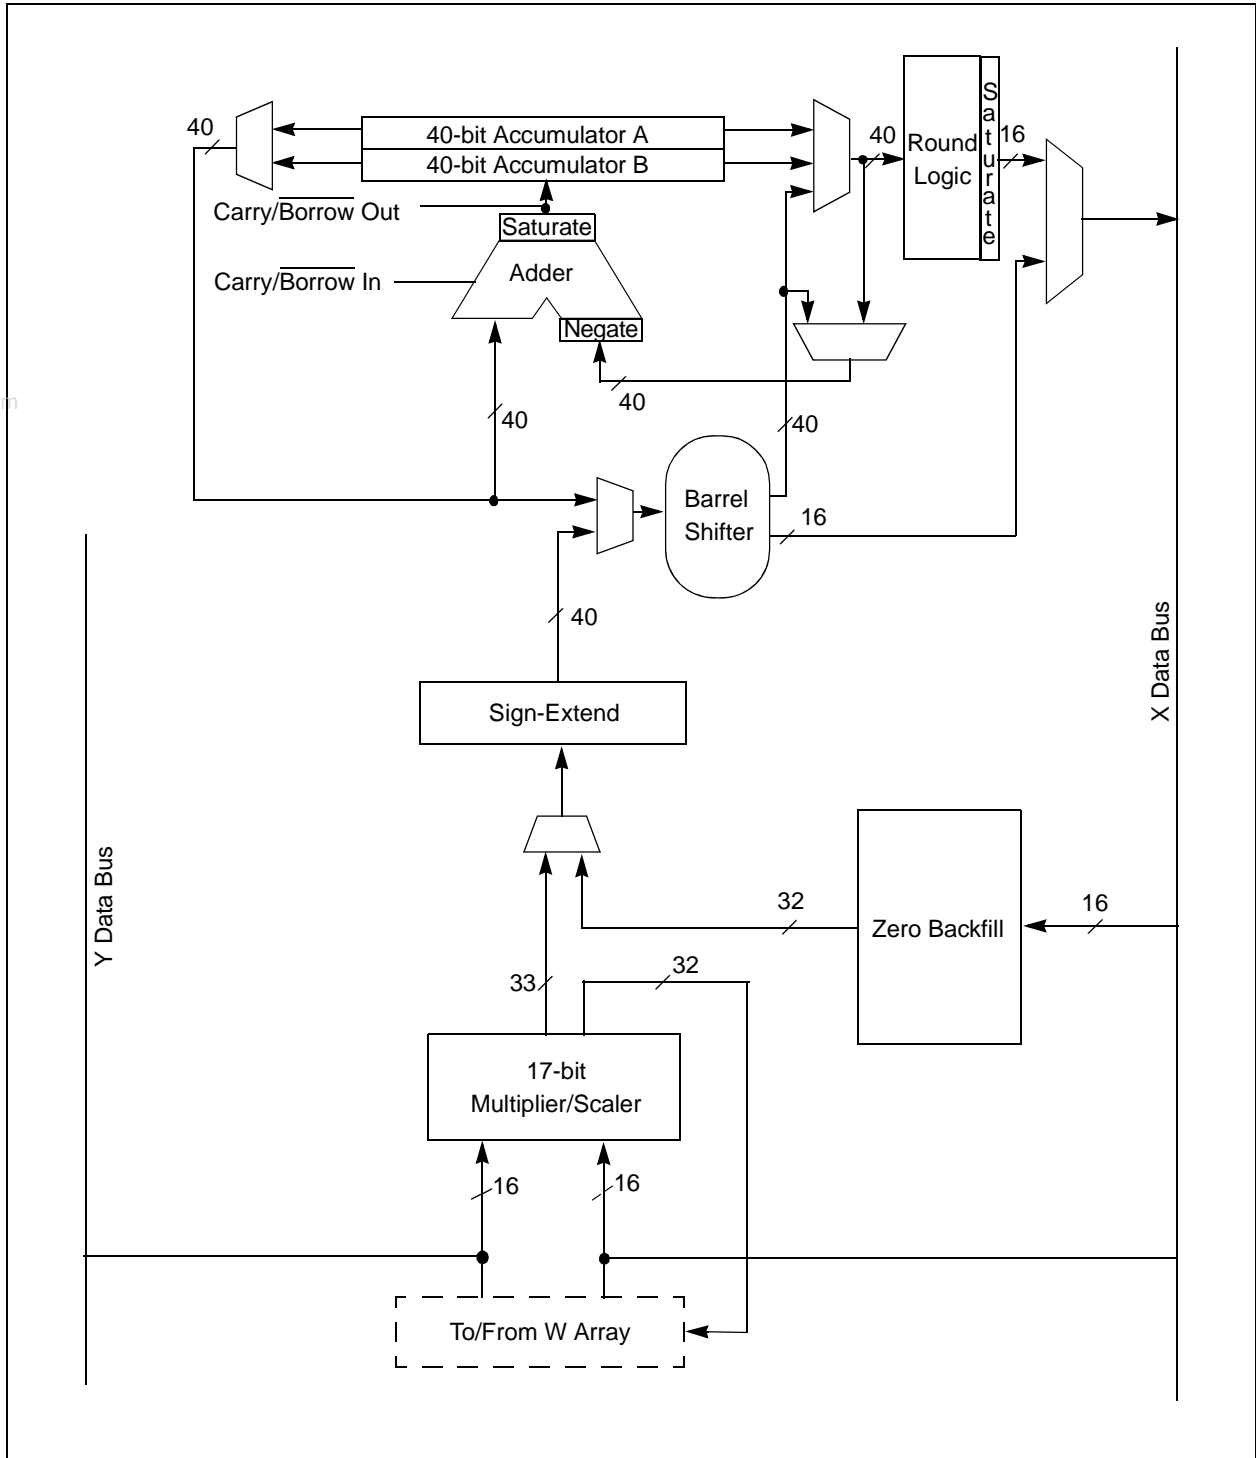 40
40-bit Accumulator A
40-bit Accumulator B
Carry/Borrow Out
Saturate
Carry/Borrow In
Adder
Negate
40
Round
Logic
Saturate
16
40
40
40
Barrel
Shifter
16
40
Sign-Extend
X Data Bus
Y Data Bus
32
Zero Backfill
16
33
32
17-bit
Multiplier/Scaler
16
16
To/From W Array
m